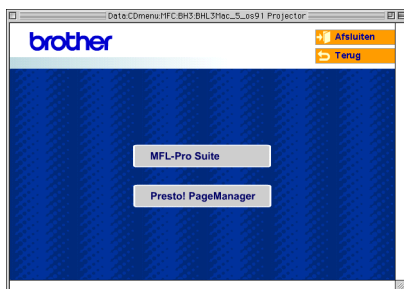 Data:CDmenu:MFC:BH3:BHL3Mac_5_os91 Projector
brother
Afsluiten
Terug
MFL-Pro Suite
Presto! PageManager